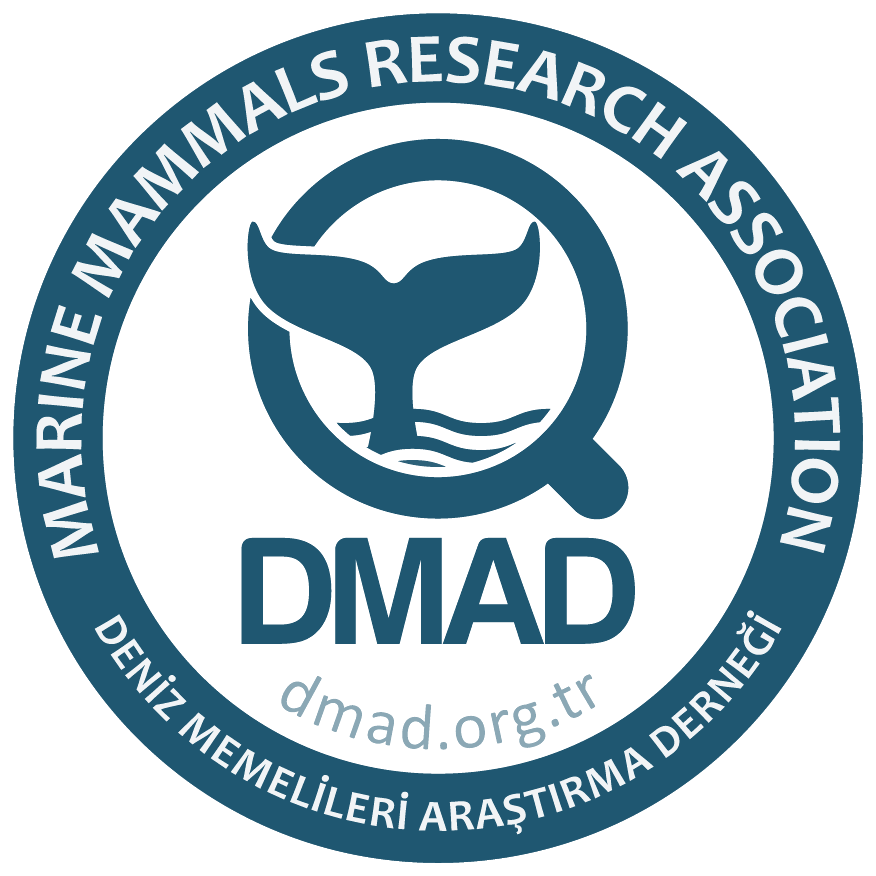 MARINE MAMMALS RESEARCH ASSOCIATION
DMAD
dmad.org.tr
DENİZ MEMELİLERİ ARAŞTIRMA DERNEĞİ